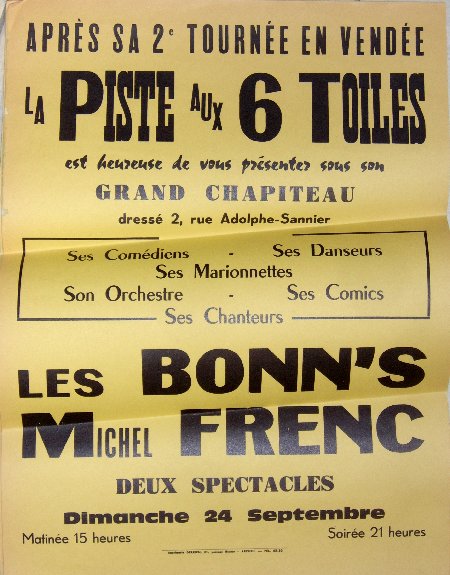 APRÈS SA 2e TOURNÉE EN VENDÉE
LA PISTE AUX 6 TOILES
est heureuse de vous présenter sous son
GRAND CHAPITEAU
dressé 2, rue Adolphe-Sannier
Ses Comédiens - Ses Danseurs
Ses Marionnettes
Son Orchestre - Ses Comics
Ses Chanteurs
LES BONN'S
MICHEL FRENC
DEUX SPECTACLES
Dimanche 24 Septembre
Matinée 15 heures Soirée 21 heures